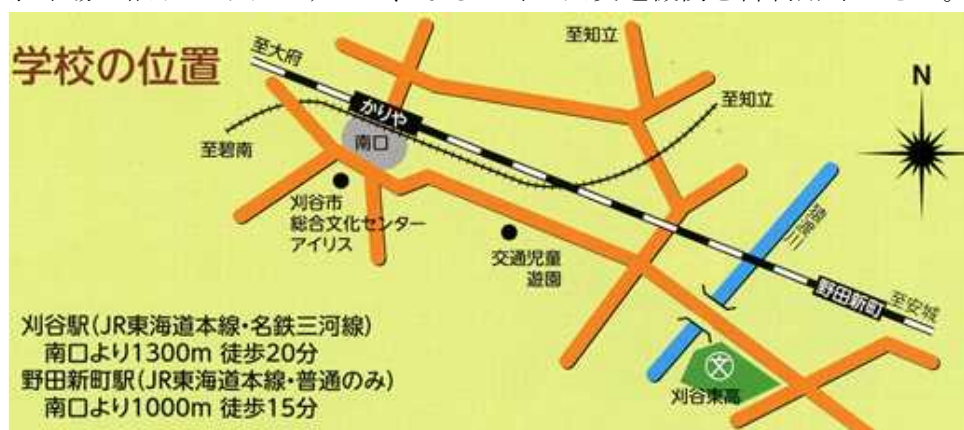 学校の位置
至大府
かりや
南口
至碧南
至知立
至知立
N
刈谷市
総合文化センター
アイリス
交通児童
遊園
猿渡川
野田新町
至安城
刈谷東高
刈谷駅(JR東海道本線・名鉄三河線)
南口より1300m 徒歩20分
野田新町駅(JR東海道本線・普通のみ)
南口より1000m 徒歩15分